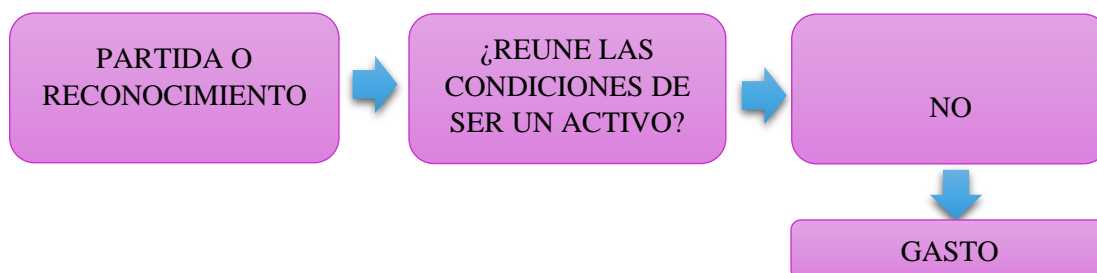 PARTIDA O
RECONOCIMIENTO
¿REUNE LAS
CONDICIONES DE
SER UN ACTIVO?
NO
GASTO